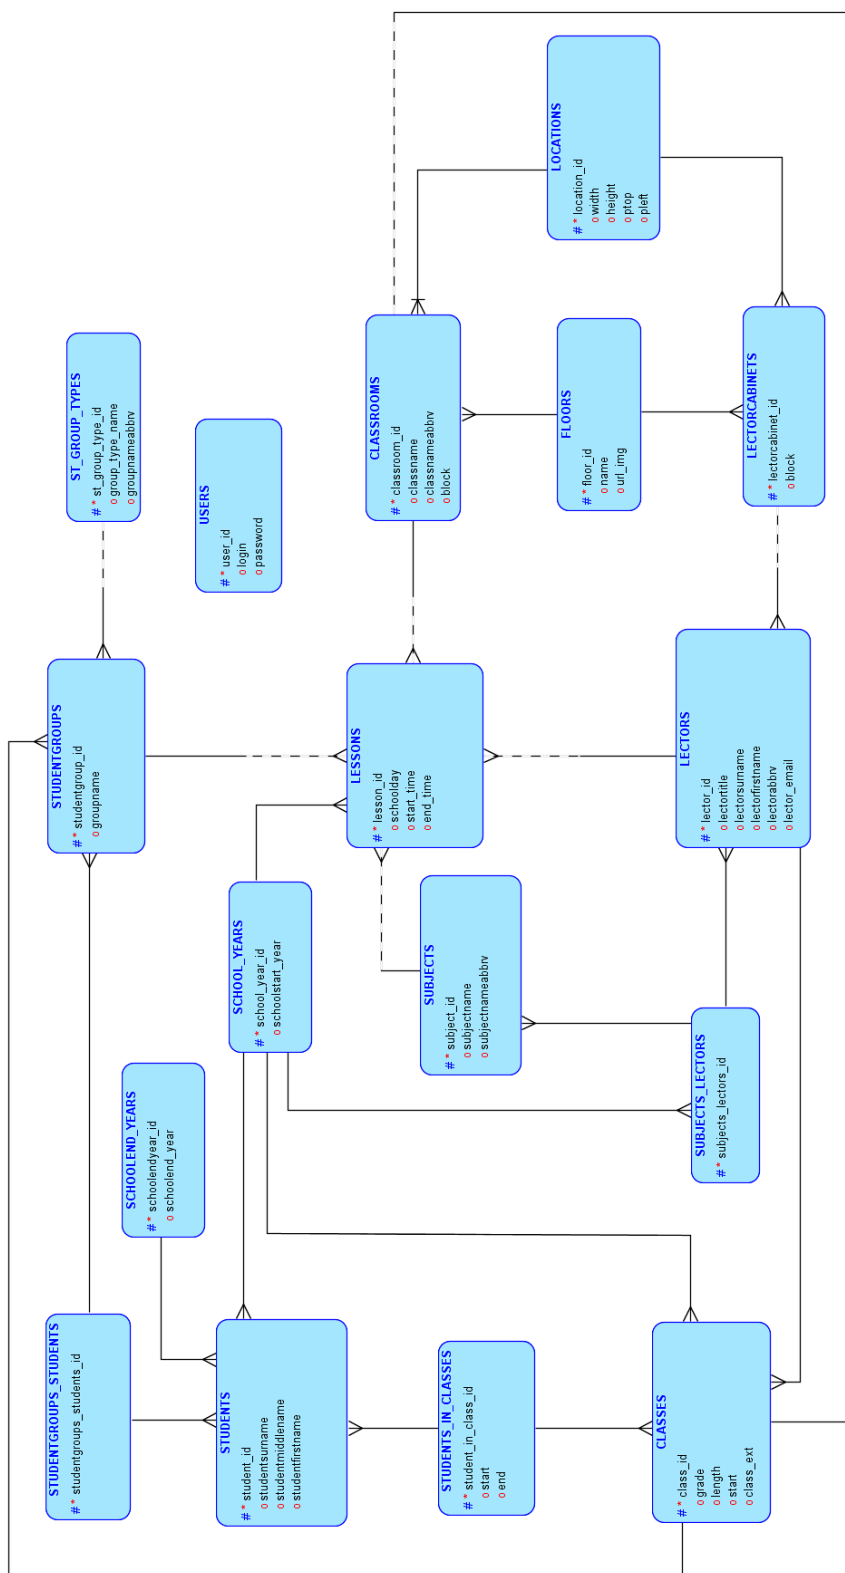 STUDENTGROUPS_STUDENTS
# * studentgroups_students_id
SCHOOLEND_YEARS
# * schoolendyear_id
o schoolend_year
STUDENTS
# * student_id
o studentsurname
o studentmiddlename
o studentfirstname
STUDENTS_IN_CLASSES
# * student_in_class_id
o start
o end
CLASSES
# * class_id
o grade
o length
o start
o class_ext
STUDENTGROUPS
# * studentgroup_id
o groupname
SCHOOL_YEARS
# * school_year_id
o schoolstart_year
SUBJECTS
# * subject_id
o subjectname
o subjectnameabbrv
SUBJECTS_LECTORS
# * subjects_lectors_id
LESSONS
# * lesson_id
o schoolday
o start_time
o end_time
LECTORS
# * lector_id
o lectortitle
o lectorsurname
o lectorfirstname
o lectorabbrv
o lector_email
ST_GROUP_TYPES
# * st_group_type_id
o group_type_name
o groupnameabbrv
USERS
# * user_id
o login
o password
CLASSROOMS
# * classroom_id
o classname
o classnameabbrv
o block
FLOORS
# * floor_id
o name
o url_img
LECTORCABINETS
# * lectorcabinet_id
o block
LOCATIONS
# * location_id
o width
o height
o ptop
o pleft